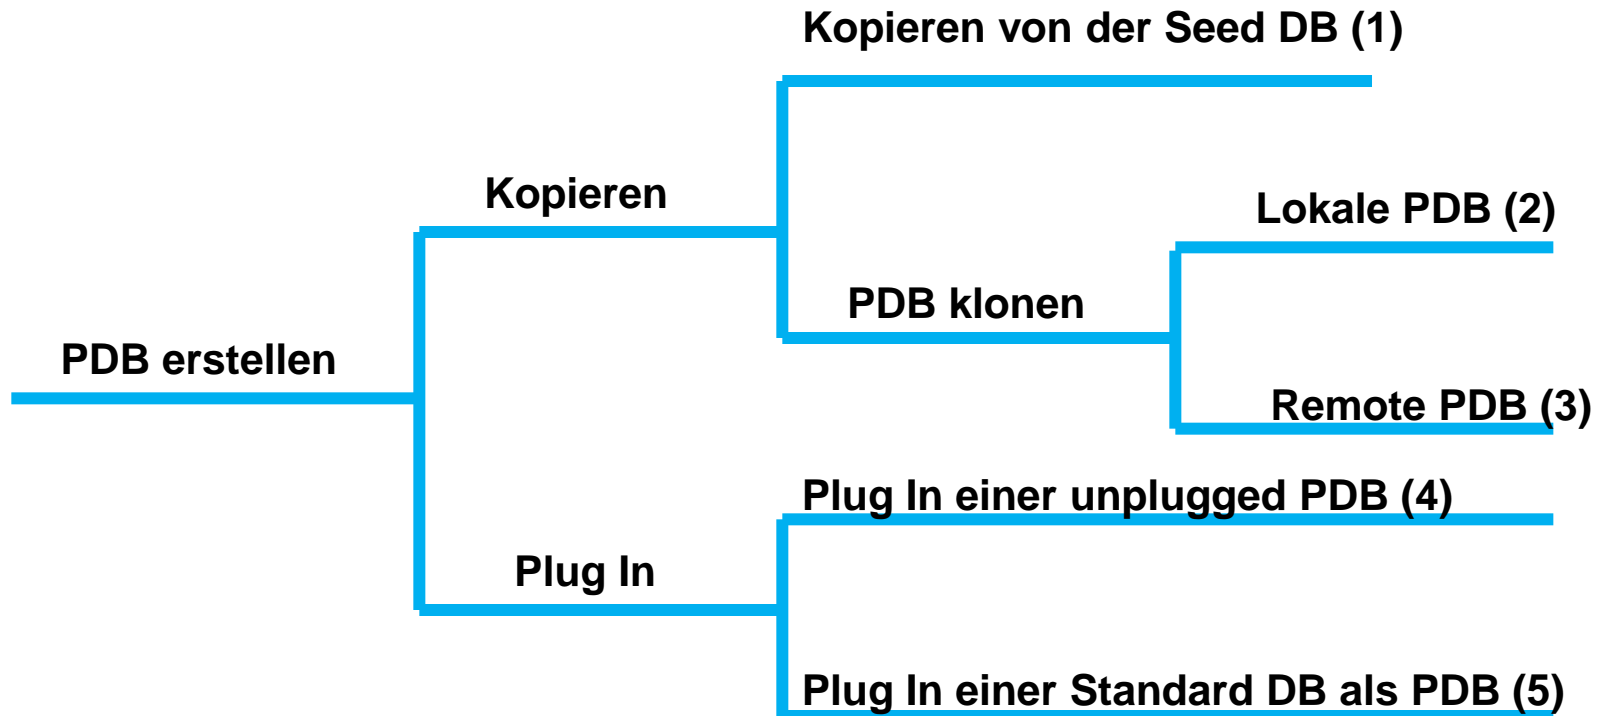 Kopieren von der Seed DB (1)
Kopieren
Lokale PDB (2)
PDB klonen
PDB erstellen
Remote PDB (3)
Plug In einer unplugged PDB (4)
Plug In
Plug In einer Standard DB als PDB (5)